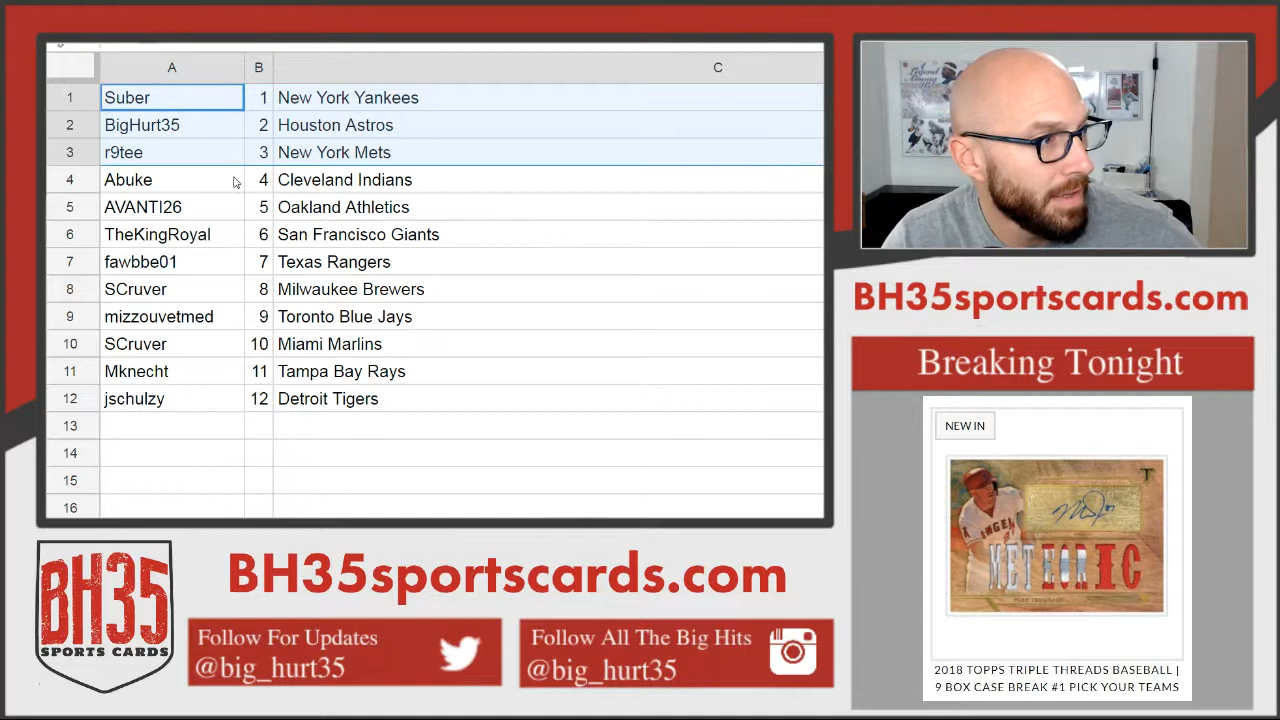 A B C
1 Suber 1 New York Yankees
2 BigHurt35 2 Houston Astros
3 r9tee 3 New York Mets
4 Abuke 4 Cleveland Indians
5 AVANTI26 5 Oakland Athletics
6 TheKingRoyal 6 San Francisco Giants
7 fawbbe01 7 Texas Rangers
8 SCruver 8 Milwaukee Brewers
9 mizzouvetmed 9 Toronto Blue Jays
10 SCruver 10 Miami Marlins
11 Mknecht 11 Tampa Bay Rays
12 jschulzy 12 Detroit Tigers
13
14
15
16
BH35sportscards.com
Breaking Tonight
NEW IN
ANGELS
METEORIC
2018 TOPPS TRIPLE THREADS BASEBALL |
9 BOX CASE BREAK #1 PICK YOUR TEAMS
BH35
SPORTS CARDS
BH35sportscards.com
Follow For Updates
@big_hurt35
Follow All The Big Hits
@big_hurt35